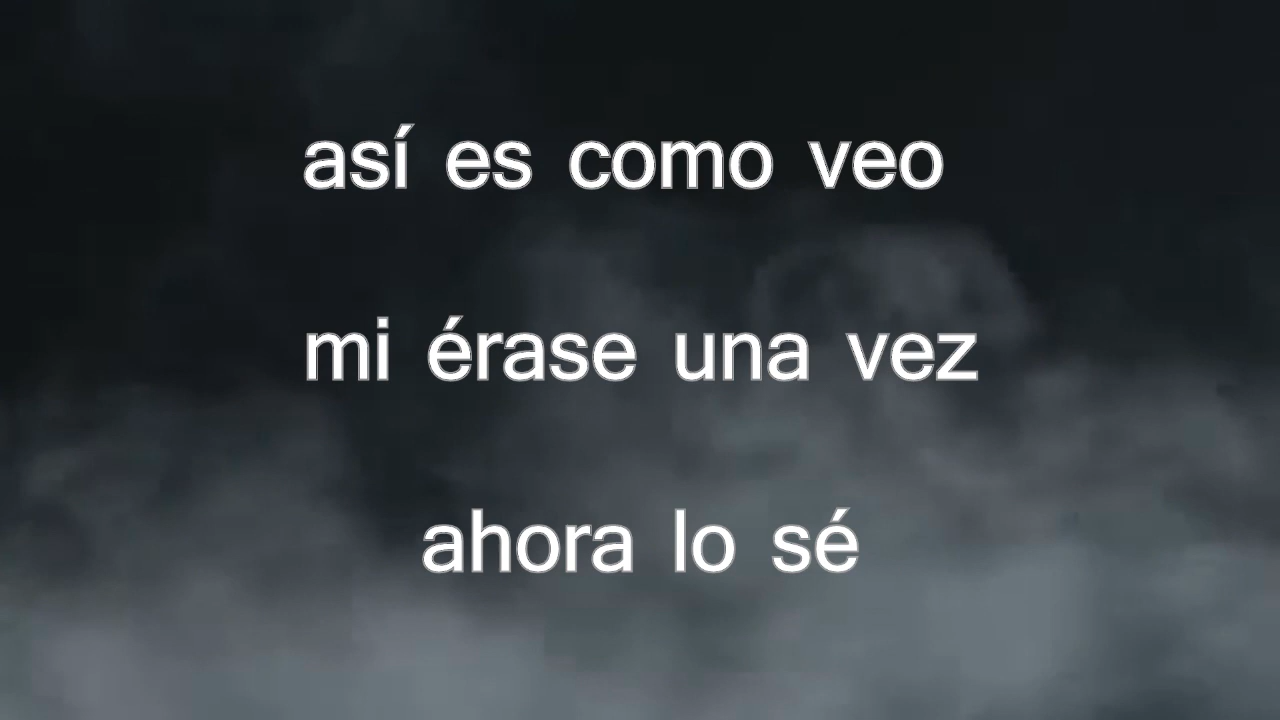 así es como veo
mi érase una vez
ahora lo sé